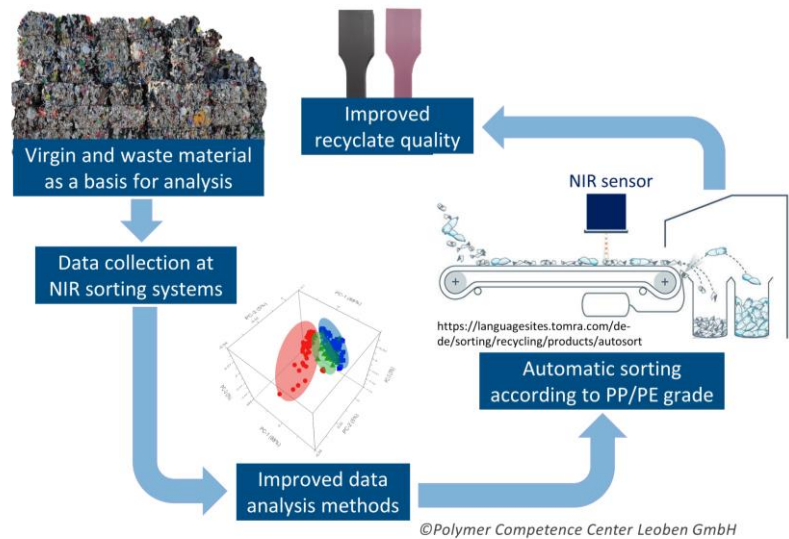 Virgin and waste material
as a basis for analysis
Data collection at
NIR sorting systems
Improved data
analysis methods
Automatic sorting
according to PP/PE grade
https://languagesites.tomra.com/de-
de/sorting/recycling/products/autosort
NIR sensor
Improved
recyclate quality
©Polymer Competence Center Leoben GmbH